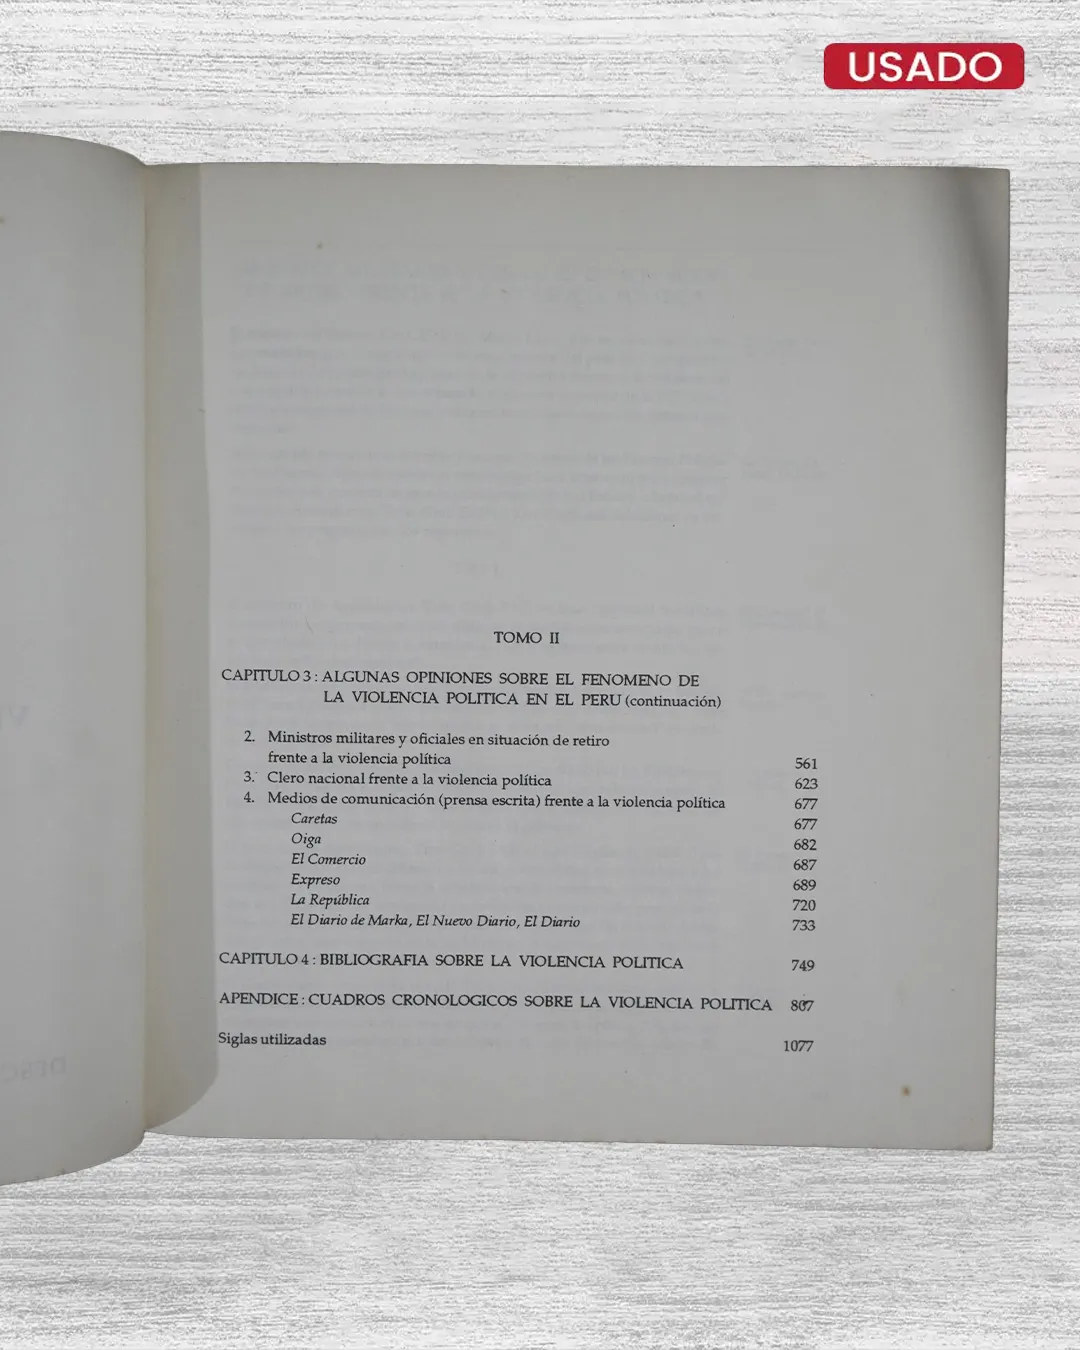 USADO
TOMO II
CAPITULO 3 : ALGUNAS OPINIONES SOBRE EL FENOMENO DE
LA VIOLENCIA POLITICA EN EL PERU (continuación)
2. Ministros militares y oficiales en situación de retiro
frente a la violencia política 561
3. Clero nacional frente a la violencia política 623
4. Medios de comunicación (prensa escrita) frente a la violencia política 677
Caretas 677
Oiga 682
El Comercio 687
Expreso 689
La República 720
El Diario de Marka, El Nuevo Diario, El Diario 733
CAPITULO 4 : BIBLIOGRAFIA SOBRE LA VIOLENCIA POLITICA 749
APENDICE : CUADROS CRONOLOGICOS SOBRE LA VIOLENCIA POLITICA 807
Siglas utilizadas 1077